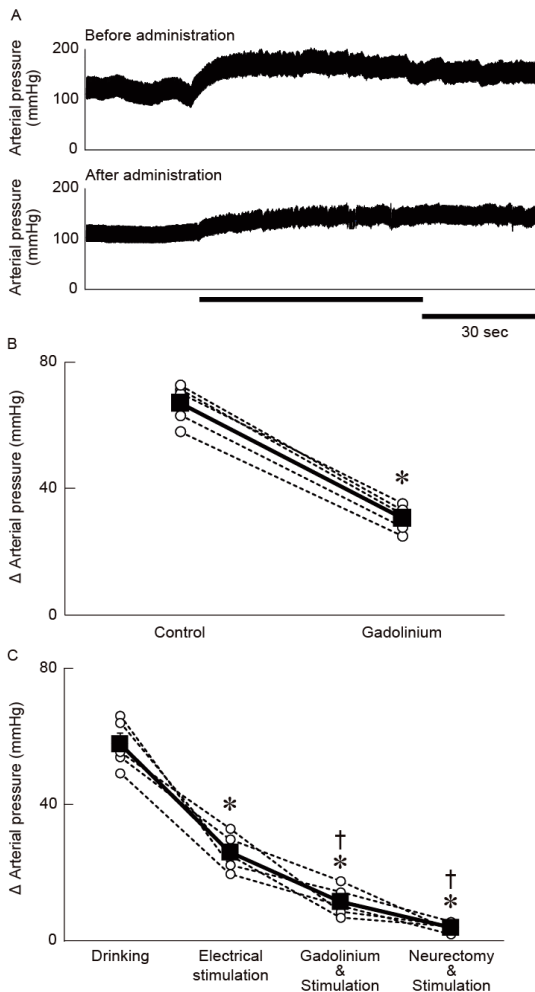 A
Before administration
Arterial pressure
(mmHg)
200
100
0
After administration
Arterial pressure
(mmHg)
200
100
0
30 sec
B
Δ Arterial pressure (mmHg)
80
40
0
*
Control
Gadolinium
C
Δ Arterial pressure (mmHg)
80
40
0
*
†
*
†
*
Drinking
Electrical
stimulation
Gadolinium
&
Stimulation
Neurectomy
&
Stimulation